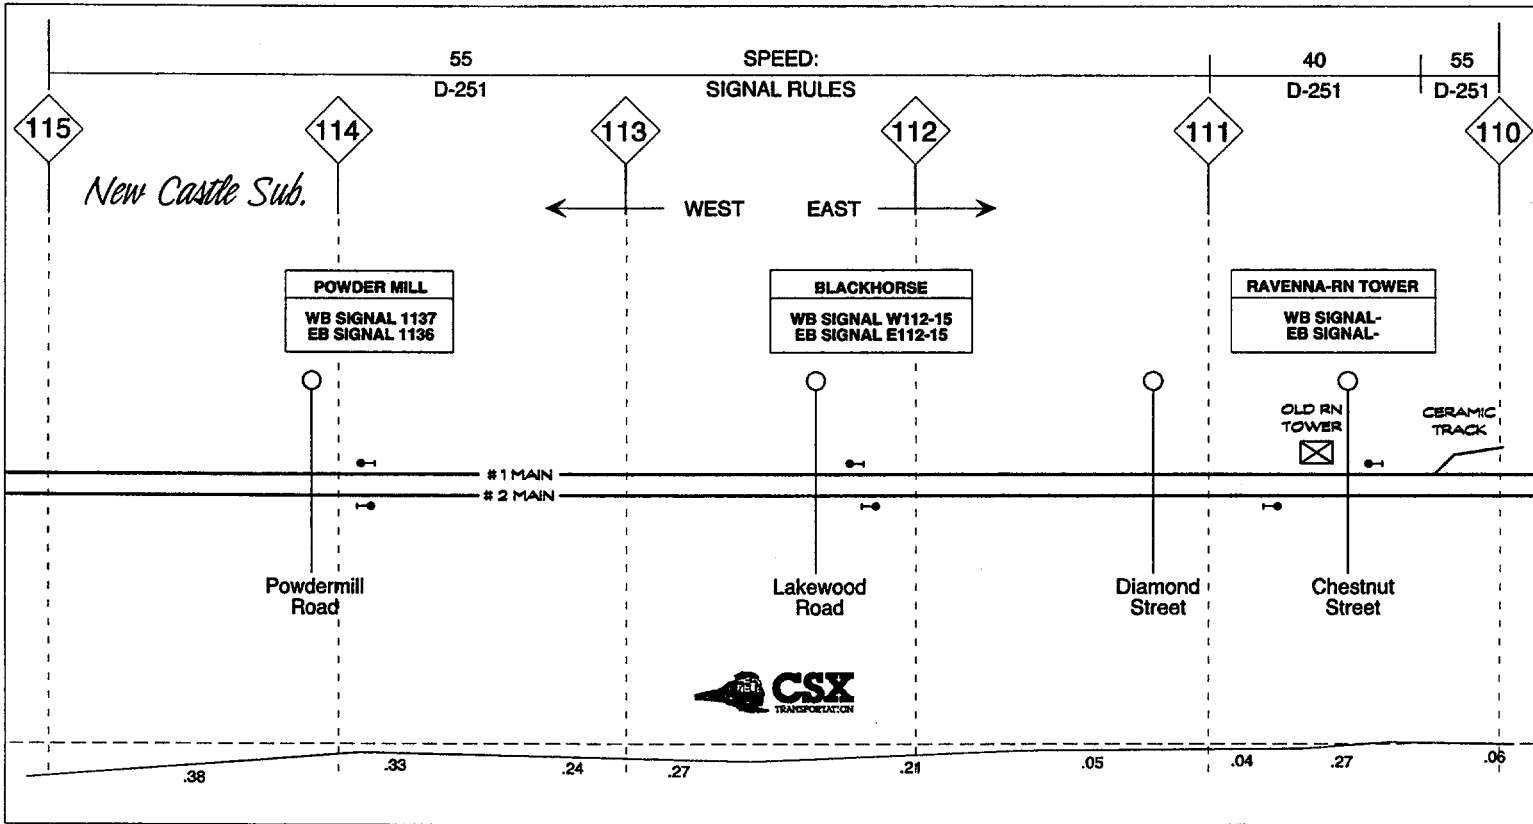 55 SPEED: 40 55
D-251 SIGNAL RULES D-251 D-251
115 114 113 112 111 110
New Castle Sub.
WEST EAST
POWDER MILL
WB SIGNAL 1137
EB SIGNAL 1136
BLACKHORSE
WB SIGNAL W112-15
EB SIGNAL E112-15
RAVENNA-RN TOWER
WB SIGNAL-
EB SIGNAL-
OLD RN
TOWER
CERAMIC
TRACK
#1 MAIN
#2 MAIN
Powdermill
Road
Lakewood
Road
Diamond
Street
Chestnut
Street
CSX
TRANSPORTATION
.38 .33 .24 .27 .21 .05 .04 .27 .06